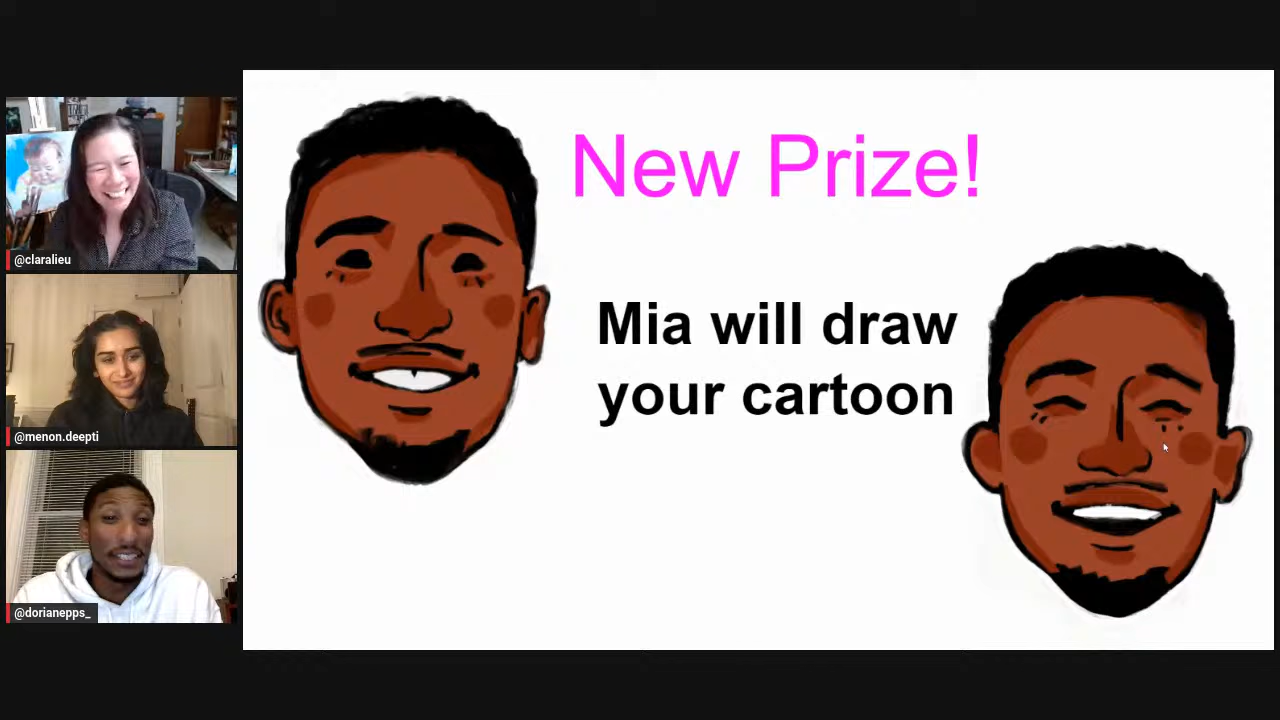 @claralieu
@menon.deepti
@dorianepps_
New Prize!
Mia will draw
your cartoon